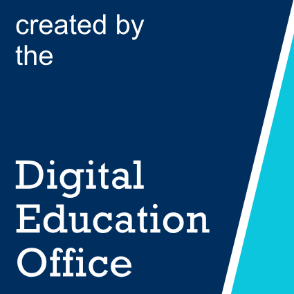 created by
the
Digital
Education
Office